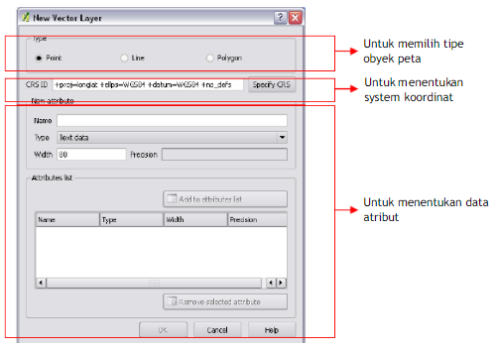 New Vector Layer
Type
Point Line Polygon
Untuk memilih tipe
obyek peta
CRS ID +proj=longlat +ellps=WGS84 +datum=WGS84 +no_defs Specify CRS
Untuk menentukan
system koordinat
New attribute
Name
Type Text data
Width 80 Precision
Attributes list
Add to attributes list
Name Type Width Precision
Untuk menentukan data
atribut
Remove selected attribute
OK Cancel Help